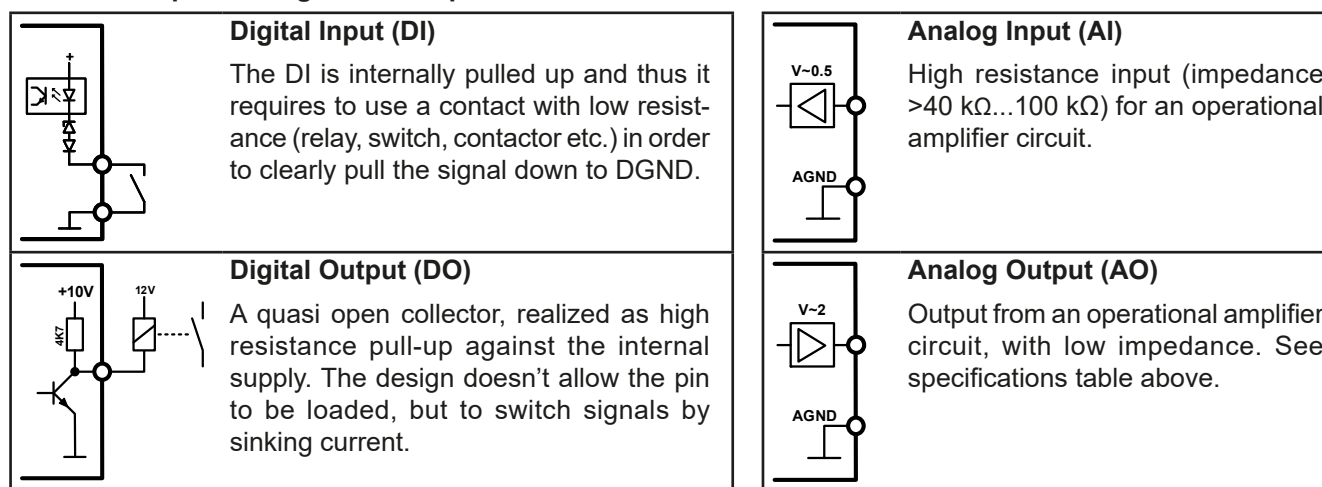 Digital Input (DI)
The DI is internally pulled up and thus it
requires to use a contact with low resist-
ance (relay, switch, contactor etc.) in order
to clearly pull the signal down to DGND.
+
Analog Input (AI)
High resistance input (impedance
>40 kΩ...100 kΩ) for an operational
amplifier circuit.
V~0.5
AGND
Digital Output (DO)
A quasi open collector, realized as high
resistance pull-up against the internal
supply. The design doesn't allow the pin
to be loaded, but to switch signals by
sinking current.
+10V
12V
4K7
Analog Output (AO)
Output from an operational amplifier
circuit, with low impedance. See
specifications table above.
V~2
AGND